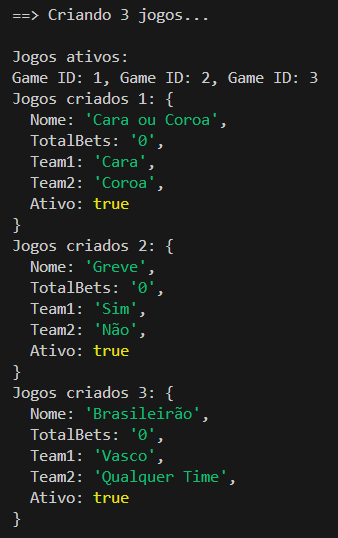 ==> Criando 3 jogos...
Jogos ativos:
Game ID: 1, Game ID: 2, Game ID: 3
Jogos criados 1: {
Nome: 'Cara ou Coroa',
TotalBets: '0',
Team1: 'Cara',
Team2: 'Coroa',
Ativo: true
}
Jogos criados 2: {
Nome: 'Greve',
TotalBets: '0',
Team1: 'Sim',
Team2: 'Não',
Ativo: true
}
Jogos criados 3: {
Nome: 'Brasileirão',
TotalBets: '0',
Team1: 'Vasco',
Team2: 'Qualquer Time',
Ativo: true
}